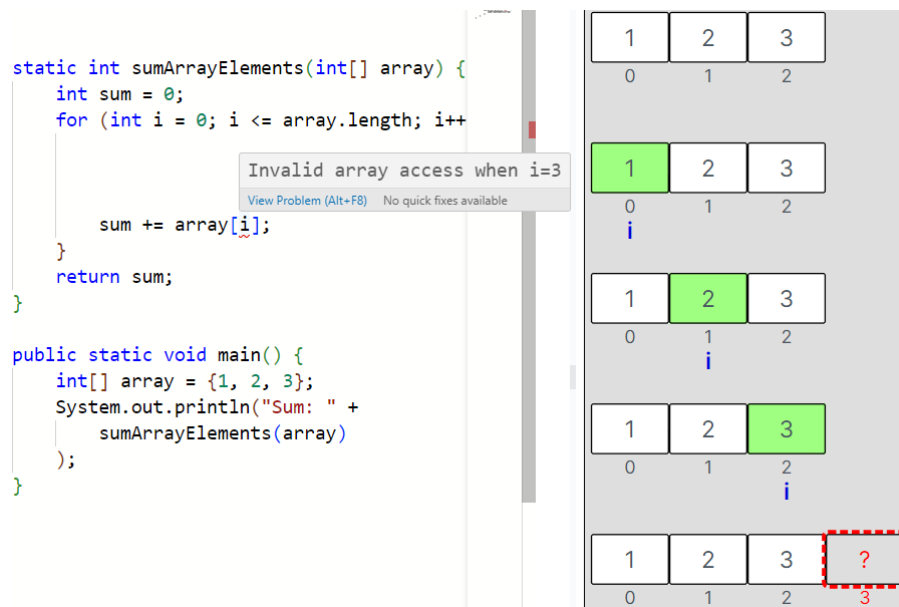 static int sumArrayElements(int[] array) {
int sum = 0;
for (int i = 0; i <= array.length; i++
Invalid array access when i=3
View Problem (Alt+F8) No quick fixes available
sum += array[i];
}
return sum;
}
public static void main() {
int[] array = {1, 2, 3};
System.out.println("Sum: " +
sumArrayElements(array)
);
}
1 2 3
0 1 2
1 2 3
0 1 2
i
1 2 3
0 1 2
i
1 2 3
0 1 2
i
1 2 3 ?
0 1 2 3